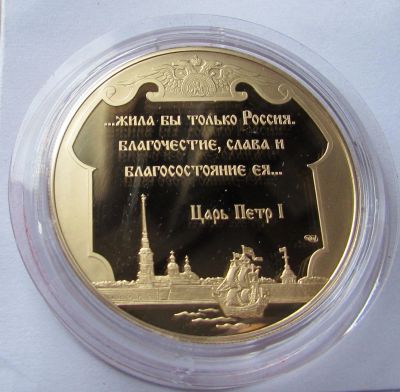 ...жила бы только Россия.
благочестие, слава и
благосостояние ея...
Царь Петр I